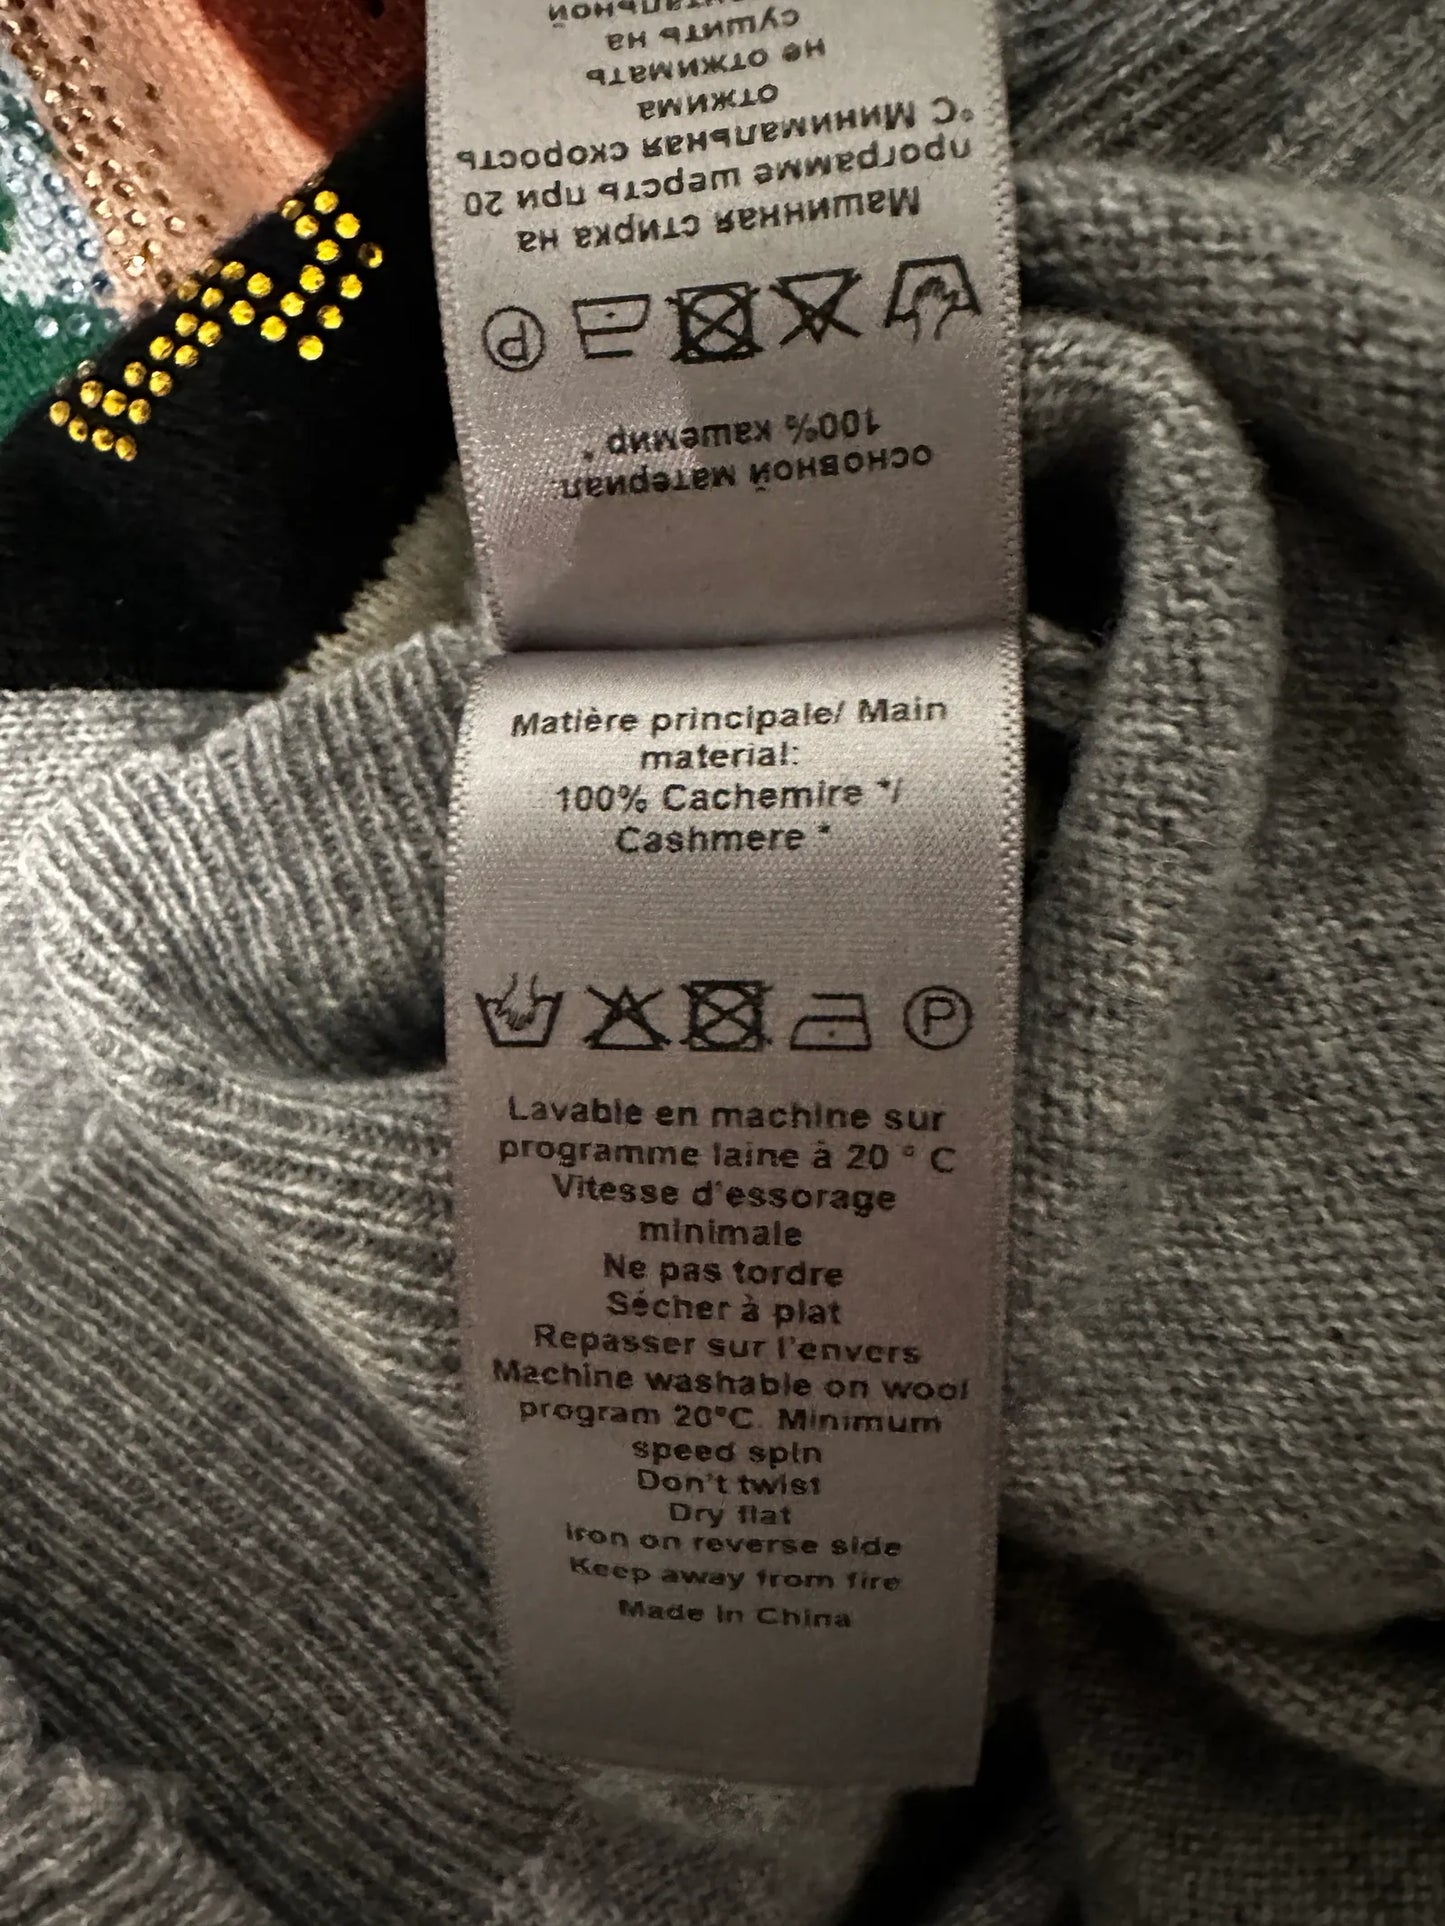 Matière principale/ Main
material:
100% Cachemire */
Cashmere *
P
Lavable en machine sur
programme laine à 20 ° C
Vitesse d'essorage
minimale
Ne pas tordre
Sécher à plat
Repasser sur l'envers
Machine washable on wool
program 20°C. Minimum
speed spin
Don't twist
Dry flat
Iron on reverse side
Keep away from fire
Made in China
основной материал:
100% кашемир *
P
Машинная стирка на
программе шерсть при 20
°C Минимальная скорость
отжима
не отжимать
сушить на